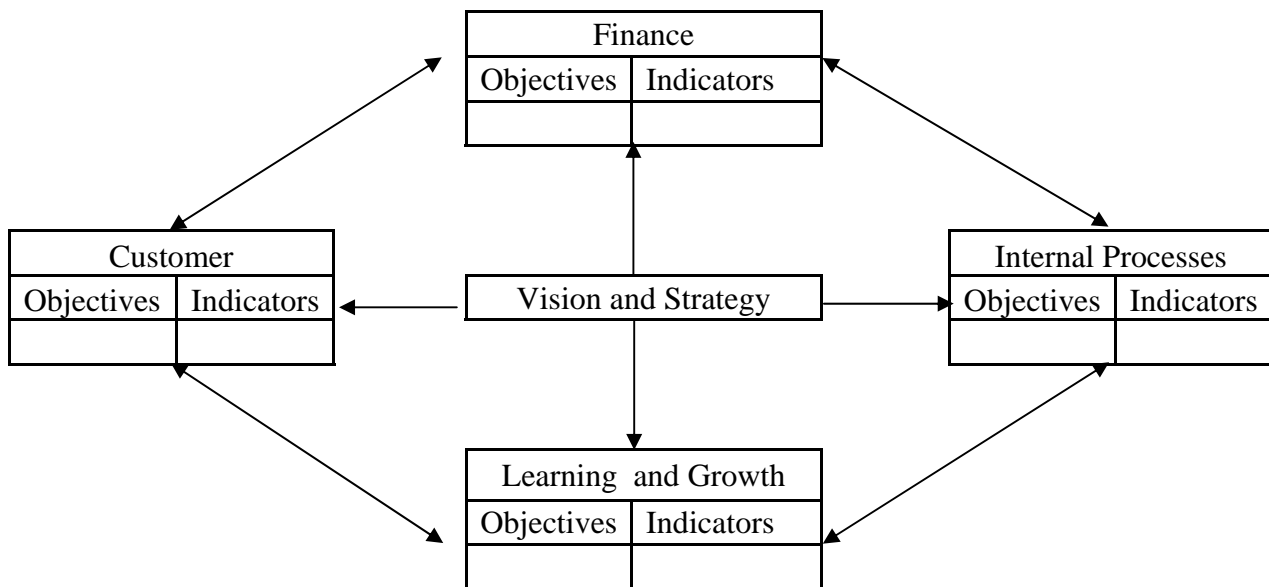 Finance
Objectives Indicators
Customer
Objectives Indicators
Vision and Strategy
Internal Processes
Objectives Indicators
Learning and Growth
Objectives Indicators